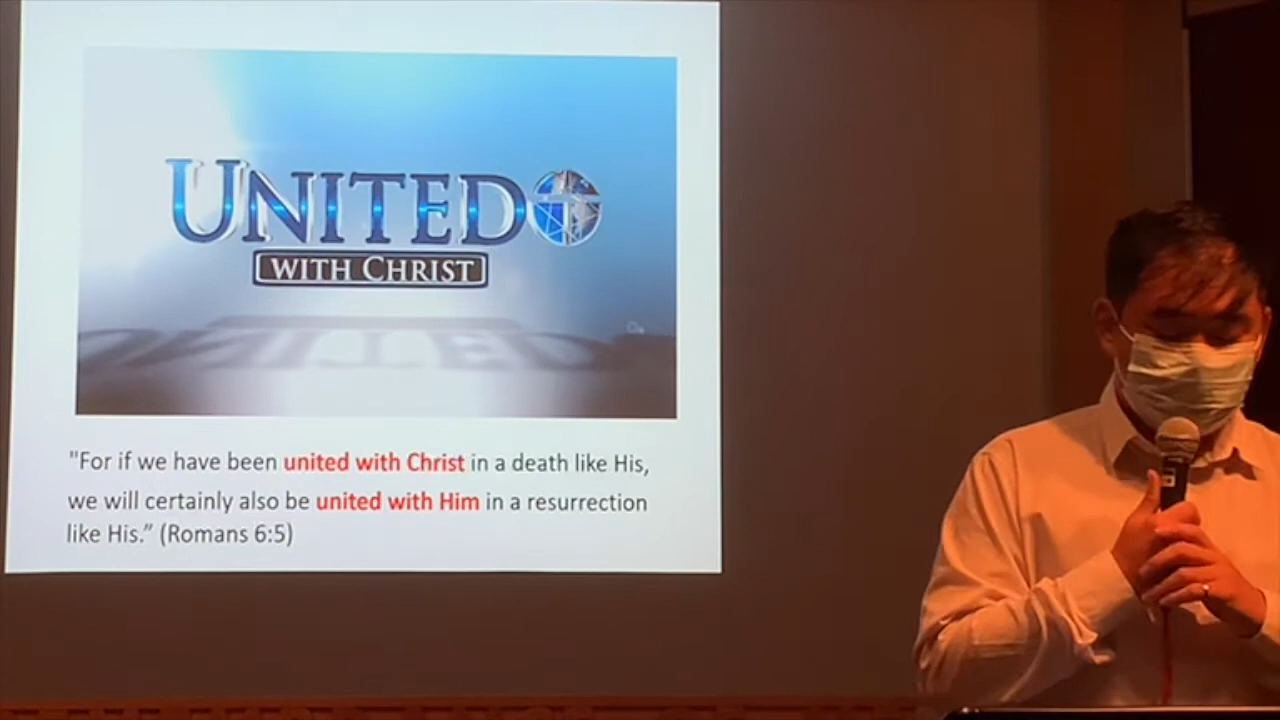 UNITED
WITH CHRIST
"For if we have been united with Christ in a death like His,
we will certainly also be united with Him in a resurrection
like His.” (Romans 6:5)